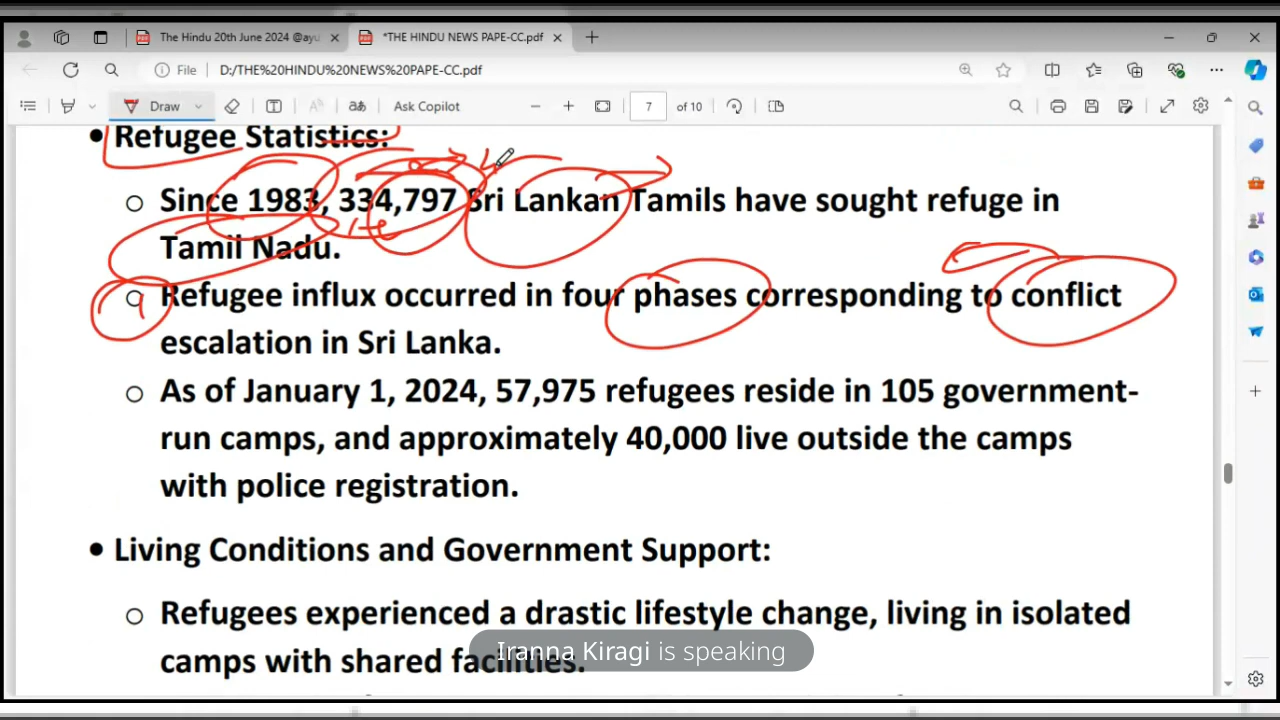 The Hindu 20th June 2024 @ayu
*THE HINDU NEWS PAPE-CC.pdf
File
D:/THE%20HINDU%20NEWS%20PAPE-CC.pdf
Draw
aあ
Ask Copilot
7
of 10
• Refugee Statistics:
o Since 1983, 334,797 Sri Lankan Tamils have sought refuge in
Tamil Nadu.
o Refugee influx occurred in four phases corresponding to conflict
escalation in Sri Lanka.
o As of January 1, 2024, 57,975 refugees reside in 105 government-
run camps, and approximately 40,000 live outside the camps
with police registration.
• Living Conditions and Government Support:
o Refugees experienced a drastic lifestyle change, living in isolated
camps with shared facilities.
Iranna Kiragi is speaking